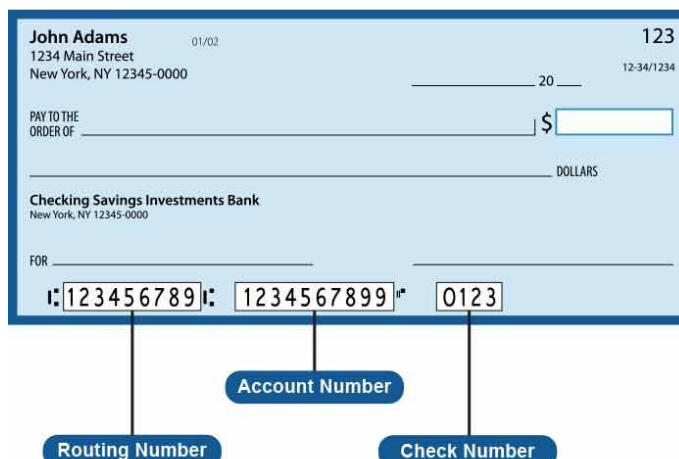 John Adams 01/02 123
1234 Main Street
New York, NY 12345-0000 12-34/1234
20
PAY TO THE
ORDER OF $
DOLLARS
Checking Savings Investments Bank
New York, NY 12345-0000
FOR
⑆123456789⑆ 1234567899⑈ 0123
Account Number
Routing Number Check Number